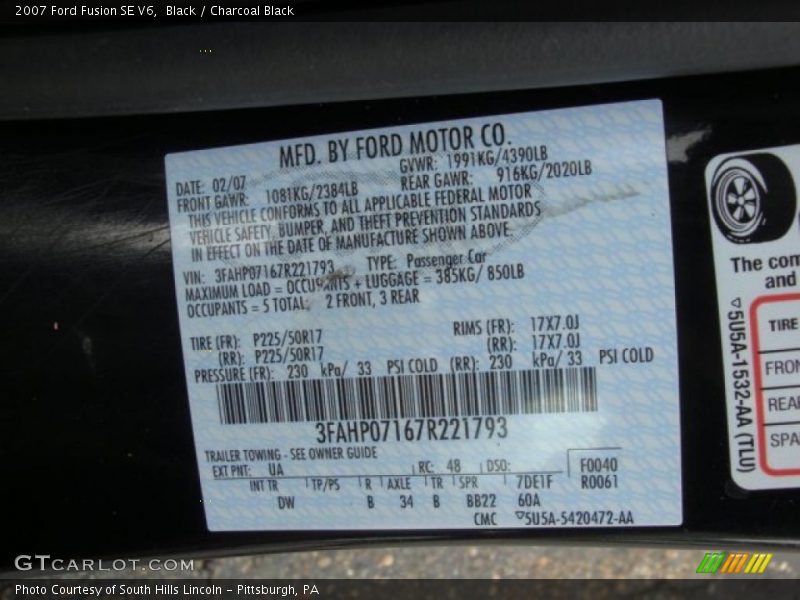 2007 Ford Fusion SE V6,  Black / Charcoal Black
MFD. BY FORD MOTOR CO.
DATE: 02/07 GVWR: 1991KG/4390LB
FRONT GAWR: 1081KG/2384LB REAR GAWR: 916KG/2020LB
THIS VEHICLE CONFORMS TO ALL APPLICABLE FEDERAL MOTOR
VEHICLE SAFETY, BUMPER, AND THEFT PREVENTION STANDARDS
IN EFFECT ON THE DATE OF MANUFACTURE SHOWN ABOVE.
VIN: 3FAHP07167R221793 TYPE: Passenger Car
MAXIMUM LOAD = OCCUPANTS + LUGGAGE = 385KG/ 850LB
OCCUPANTS = 5 TOTAL: 2 FRONT, 3 REAR
TIRE (FR): P225/50R17 RIMS (FR): 17X7.0J
(RR): P225/50R17 (RR): 17X7.0J
PRESSURE (FR): 230 kPa/ 33 PSI COLD (RR): 230 kPa/ 33 PSI COLD
3FAHP07167R221793
TRAILER TOWING - SEE OWNER GUIDE
EXT PNT: UA RC: 48 DSO: F0040
R0061
INT TR TP/PS R AXLE TR SPR 7DE1F
DW B 34 B BB22 60A
CMC ▽5U5A-5420472-AA
The com
and
TIRE
FRON
REA
SPA
▽5U5A-1532-AA (TLU)
GTCARLOT.COM
Photo Courtesy of South Hills Lincoln - Pittsburgh, PA